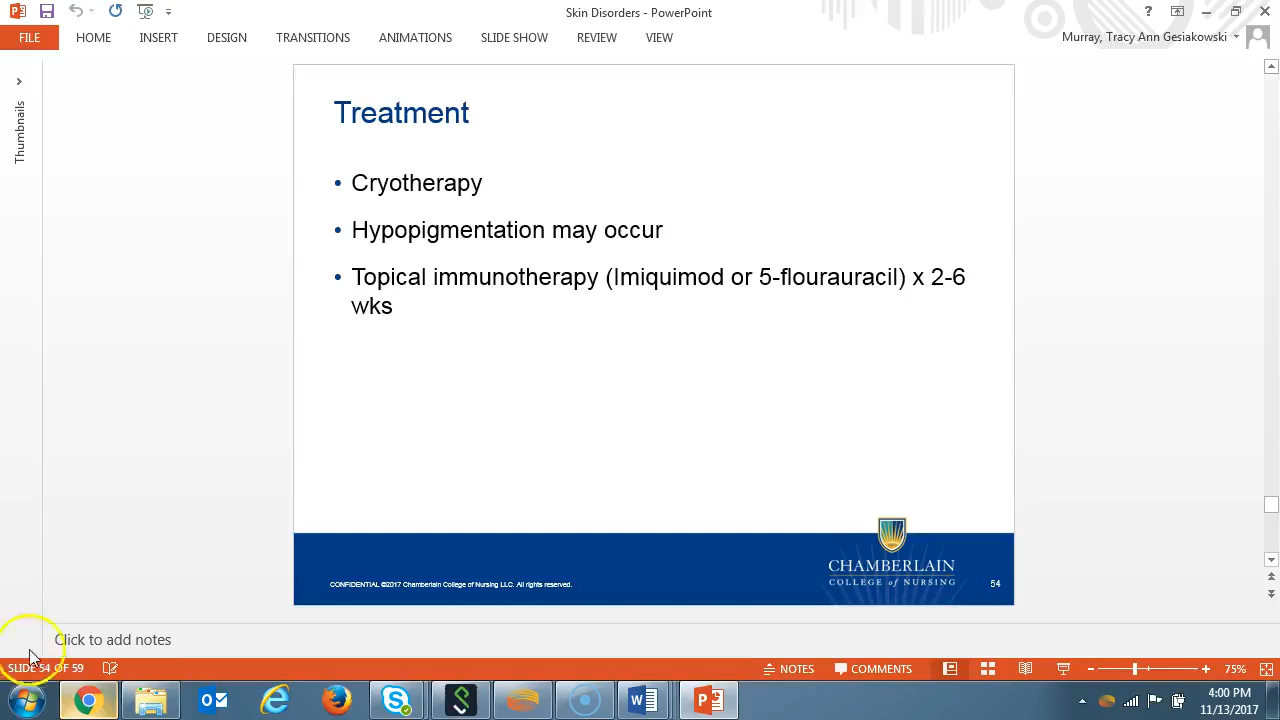 Skin Disorders - PowerPoint
FILE HOME INSERT DESIGN TRANSITIONS ANIMATIONS SLIDE SHOW REVIEW VIEW Murray, Tracy Ann Gesiakowski
Thumbnails
Treatment
• Cryotherapy
• Hypopigmentation may occur
• Topical immunotherapy (Imiquimod or 5-flourauracil) x 2-6
wks
CHAMBERLAIN
COLLEGE of NURSING
CONFIDENTIAL ©2017 Chamberlain College of Nursing LLC. All rights reserved.
54
Click to add notes
SLIDE 54 OF 59 NOTES COMMENTS 75%
4:00 PM
11/13/2017